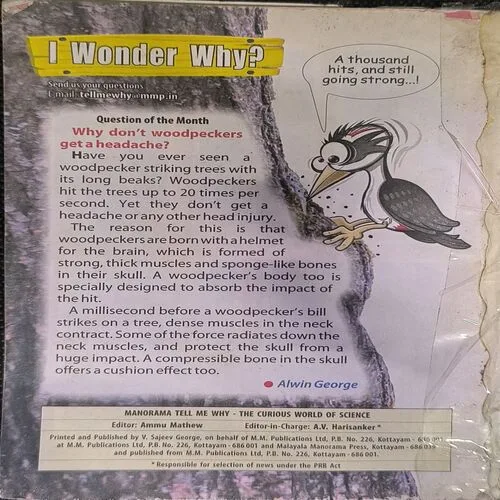 I Wonder Why?
Send us your questions
E-mail: tellmewhy@mmp.in
A thousand
hits, and still
going strong...!
Question of the Month
Why don't woodpeckers
get a headache?
Have you ever seen a
woodpecker striking trees with
its long beaks? Woodpeckers
hit the trees up to 20 times per
second. Yet they don't get a
headache or any other head injury.
The reason for this is that
woodpeckers are born with a helmet
for the brain, which is formed of
strong, thick muscles and sponge-like bones
in their skull. A woodpecker's body too is
specially designed to absorb the impact of
the hit.
A millisecond before a woodpecker's bill
strikes on a tree, dense muscles in the neck
contract. Some of the force radiates down the
neck muscles, and protect the skull from a
huge impact. A compressible bone in the skull
offers a cushion effect too.
● Alwin George
MANORAMA TELL ME WHY - THE CURIOUS WORLD OF SCIENCE
Editor: Ammu Mathew Editor-in-Charge: A.V. Harisanker *
Printed and Published by V. Sajeev George, on behalf of M.M. Publications Ltd, P.B. No. 226, Kottayam - 686 001
at M.M. Publications Ltd, P.B. No. 226, Kottayam - 686 001 and Malayala Manorama Press, Kottayam - 686 039
and published from M.M. Publications Ltd, P.B. No. 226, Kottayam - 686 001.
* Responsible for selection of news under the PRB Act